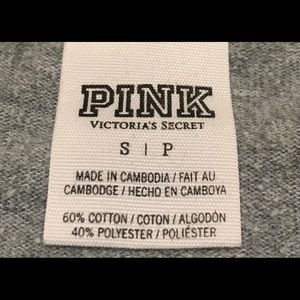 PINK
VICTORIA'S SECRET
S | P
MADE IN CAMBODIA / FAIT AU
CAMBODGE / HECHO EN CAMBOYA
60% COTTON / COTON / ALGODÓN
40% POLYESTER / POLIÉSTER